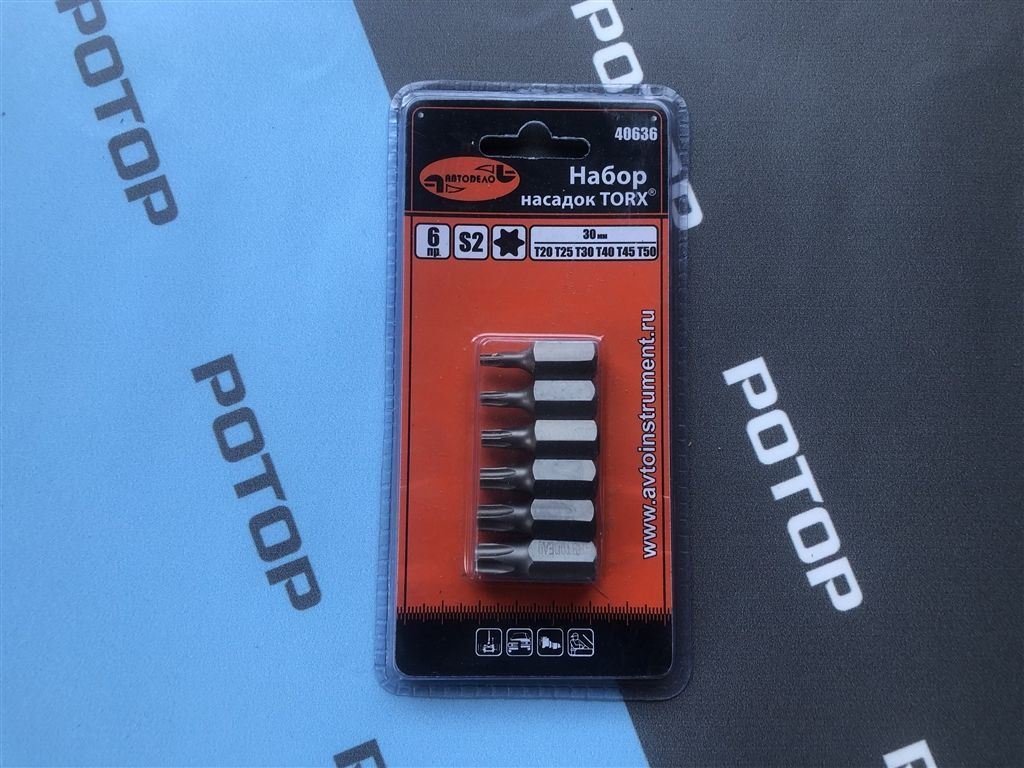 РОТОР
РОТОР
40636
АВТОDЕЛО
Набор
насадок TORX®
6
пр.
S2
30 мм
T20 T25 T30 T40 T45 T50
www.avtoinstrument.ru
РОТОР
РОТОР